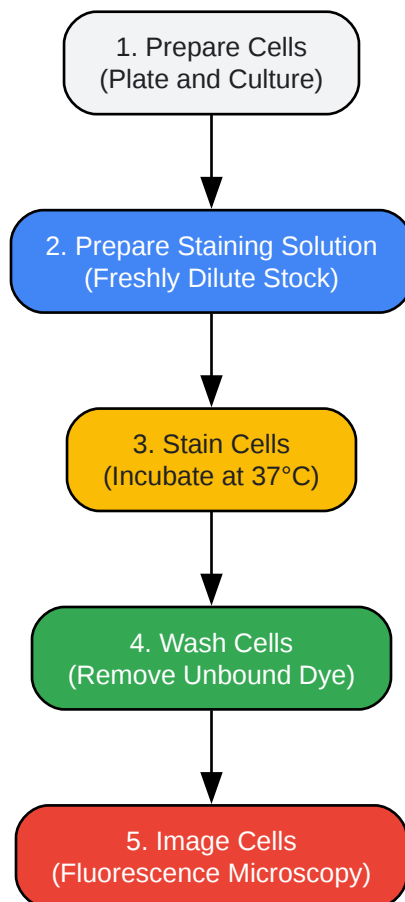 1. Prepare Cells
(Plate and Culture)
2. Prepare Staining Solution
(Freshly Dilute Stock)
3. Stain Cells
(Incubate at 37°C)
4. Wash Cells
(Remove Unbound Dye)
5. Image Cells
(Fluorescence Microscopy)